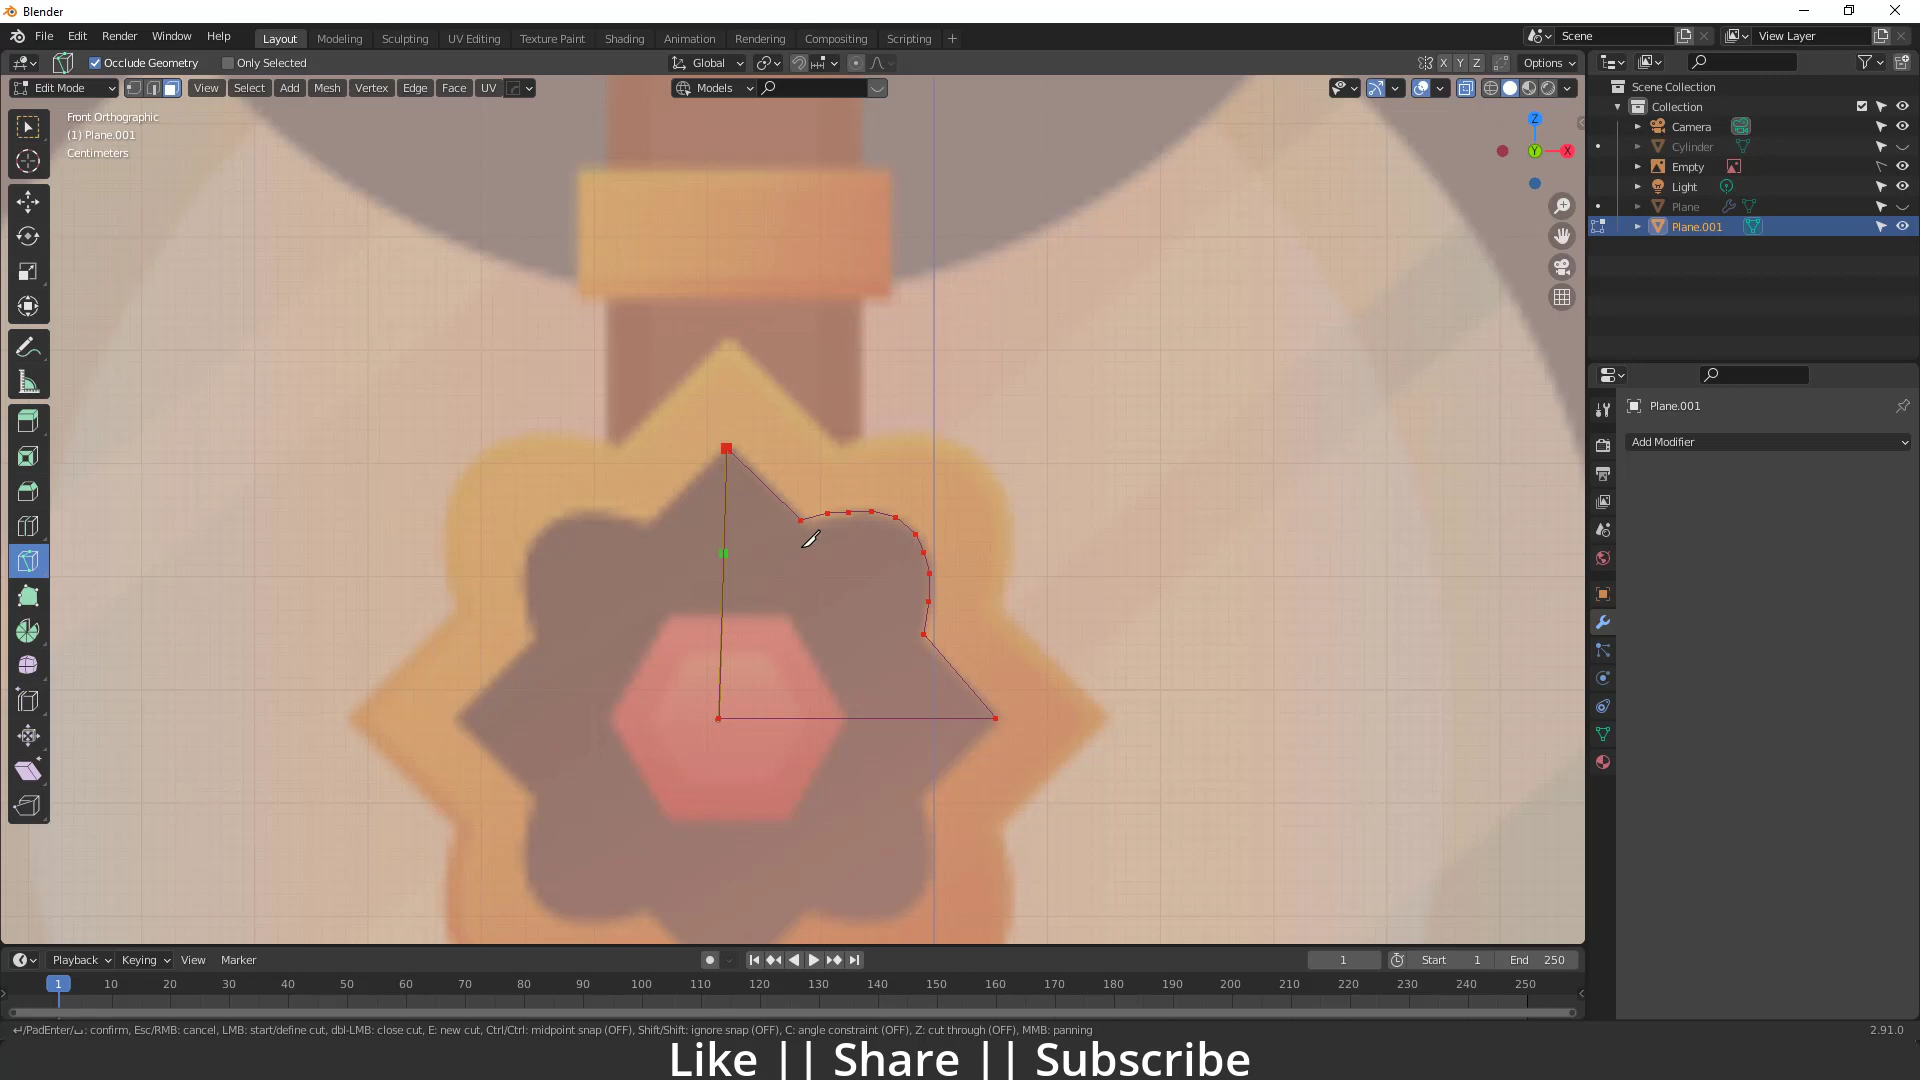 Blender
File Edit Render Window Help
Layout Modeling Sculpting UV Editing Texture Paint Shading Animation Rendering Compositing Scripting +
Scene
View Layer
Occlude Geometry Only Selected
Global
X Y Z
Options
Edit Mode View Select Add Mesh Vertex Edge Face UV
Models
Front Orthographic
(1) Plane.001
Centimeters
Z
Y
X
Scene Collection
Collection
Camera
Cylinder
Empty
Light
Plane
Plane.001
Plane.001
Add Modifier
Playback Keying View Marker
1
Start 1
End 250
1 10 20 30 40 50 60 70 80 90 100 110 120 130 140 150 160 170 180 190 200 210 220 230 240 250
/PadEnter/: confirm, Esc/RMB: cancel, LMB: start/define cut, dbl-LMB: close cut, E: new cut, Ctrl/Ctrl: midpoint snap (OFF), Shift/Shift: ignore snap (OFF), C: angle constraint (OFF), Z: cut through (OFF), MMB: panning
2.91.0
Like || Share || Subscribe